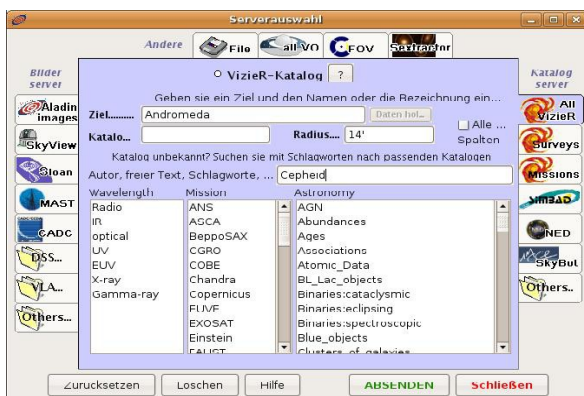 Serverauswahl
Andere File all-VO FOV Sextractor
Bilder server
Katalog server
VizieR-Katalog ?
Geben sie ein Ziel und den Namen oder die Bezeichnung ein...
Ziel......... Andromeda Daten hol...
Katalo... Radius.... 14' Alle ... Spalten
Katalog unbekannt? Suchen sie mit Schlagworten nach passenden Katalogen
Autor, freier Text, Schlagworte, ... Cepheid
Wavelength Mission Astronomy
Radio ANS AGN
IR ASCA Abundances
optical BeppoSAX Ages
UV CGRO Associations
EUV COBE Atomic_Data
X-ray Chandra BL_Lac_objects
Gamma-ray Copernicus Binaries:cataclysmic
EUVE Binaries:eclipsing
EXOSAT Binaries:spectroscopic
Einstein Blue_objects
FAUST Clusters_of_galaxies
Aladin images
SkyView
Sloan
MAST
CADC
DSS...
VLA...
Others...
All VizieR
Surveys
Missions
SIMBAD
NED
SkyBot
Others..
Zurucksetzen Loschen Hilfe ABSENDEN Schließen